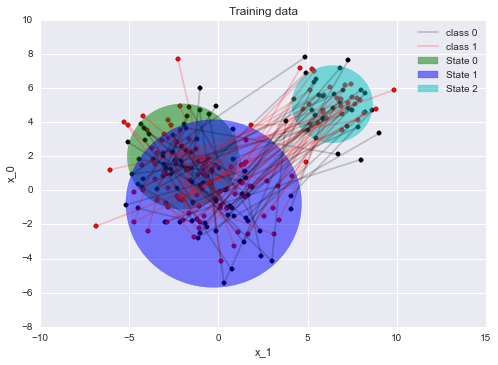 Training data
class 0
class 1
State 0
State 1
State 2
10
8
6
4
2
0
−2
−4
−6
−8
x_0
−10
−5
0
5
10
15
x_1